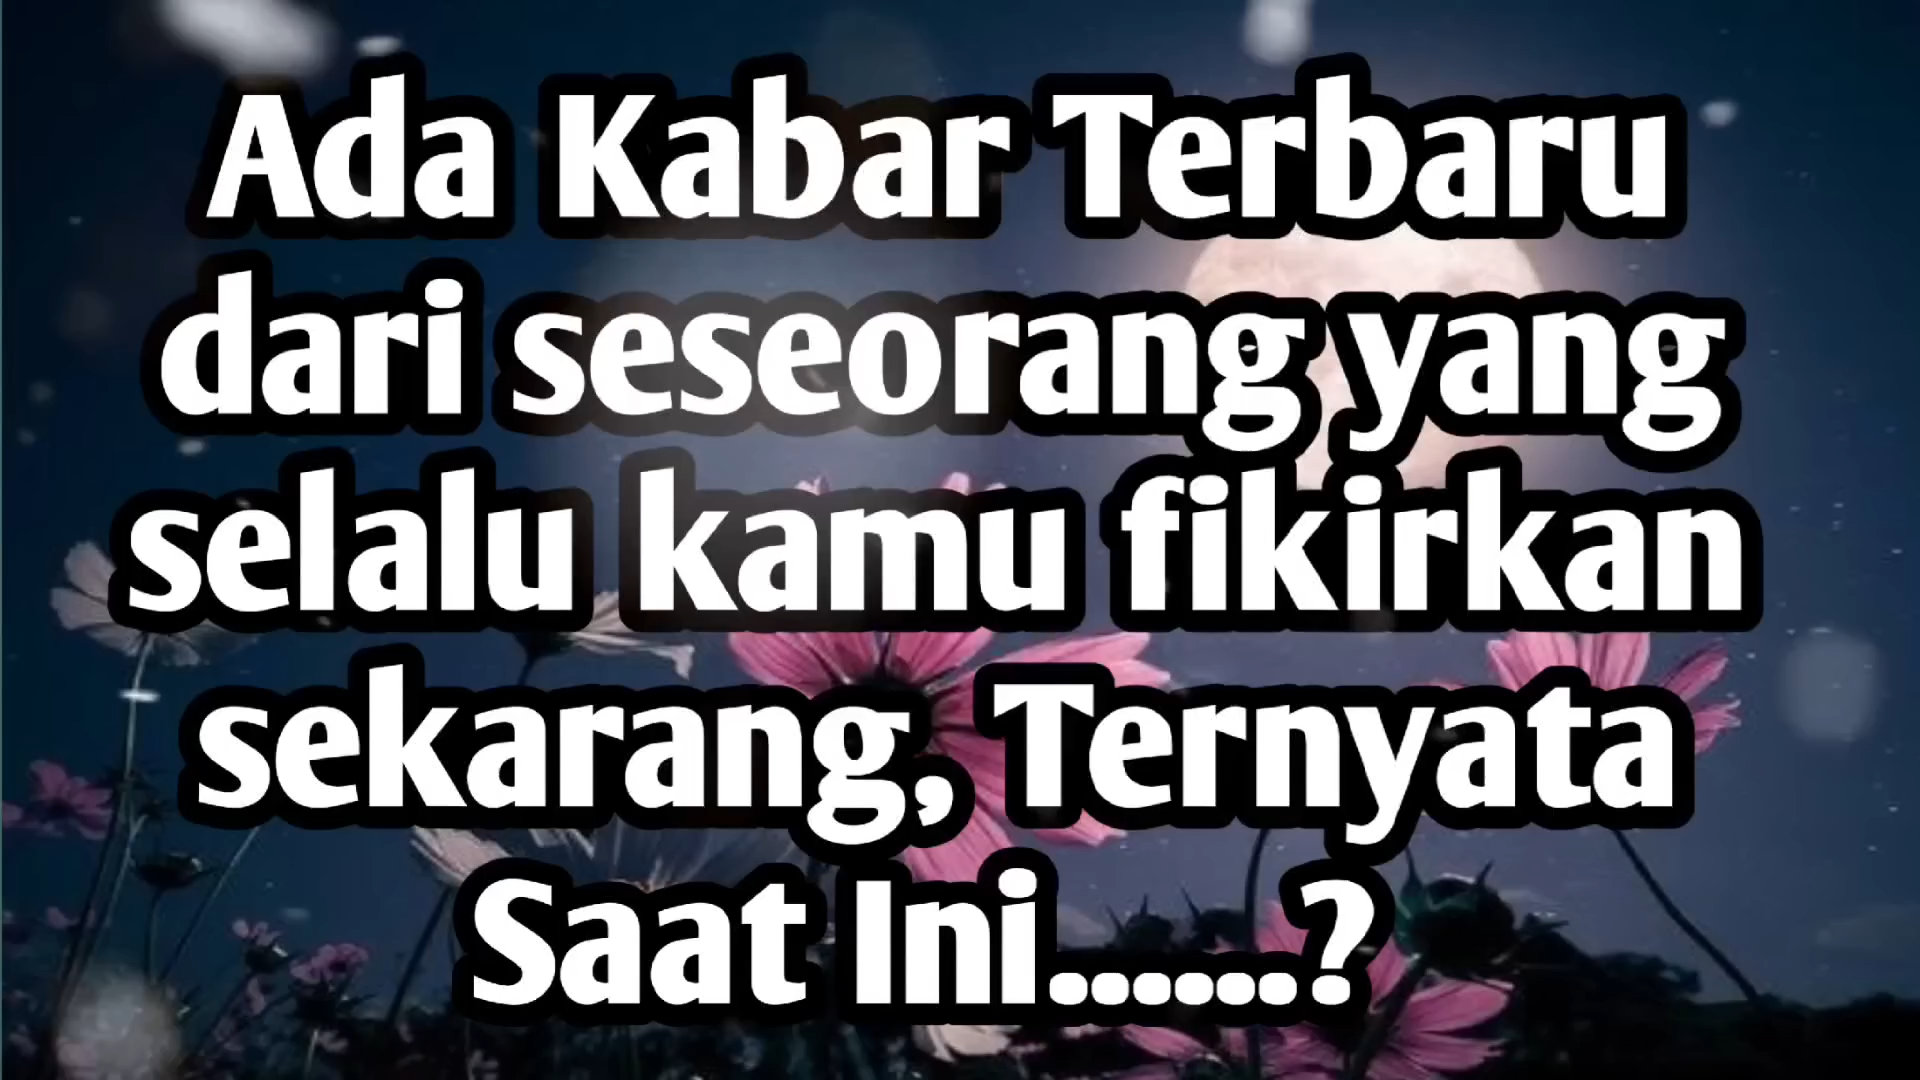 Ada Kabar Terbaru
dari seseorang yang
selalu kamu fikirkan
sekarang, Ternyata
Saat Ini......?